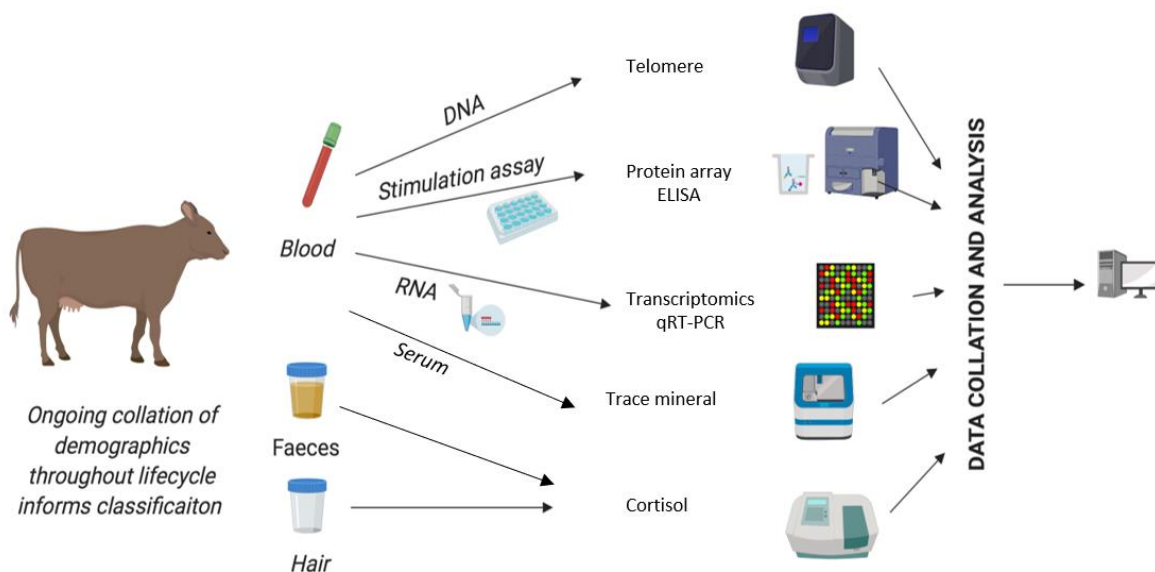 Telomere
DNA
Stimulation assay
Protein array
ELISA
Blood
RNA
Transcriptomics
qRT-PCR
Serum
Trace mineral
Ongoing collation of
demographics
throughout lifecycle
informs classificaiton
Faeces
Cortisol
Hair
DATA COLLATION AND ANALYSIS